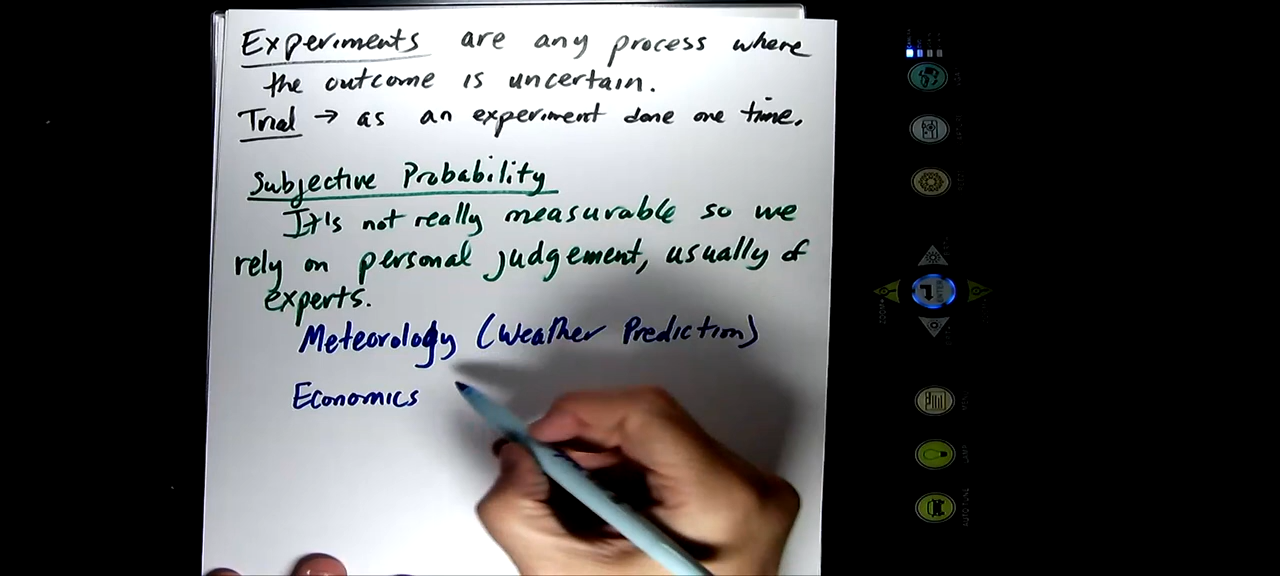 Experiments are any process where
the outcome is uncertain.
Trial → as an experiment done one time.
Subjective Probability
It's not really measurable so we
rely on personal judgement, usually of
experts.
Meteorology (Weather Prediction)
Economics
ENTER